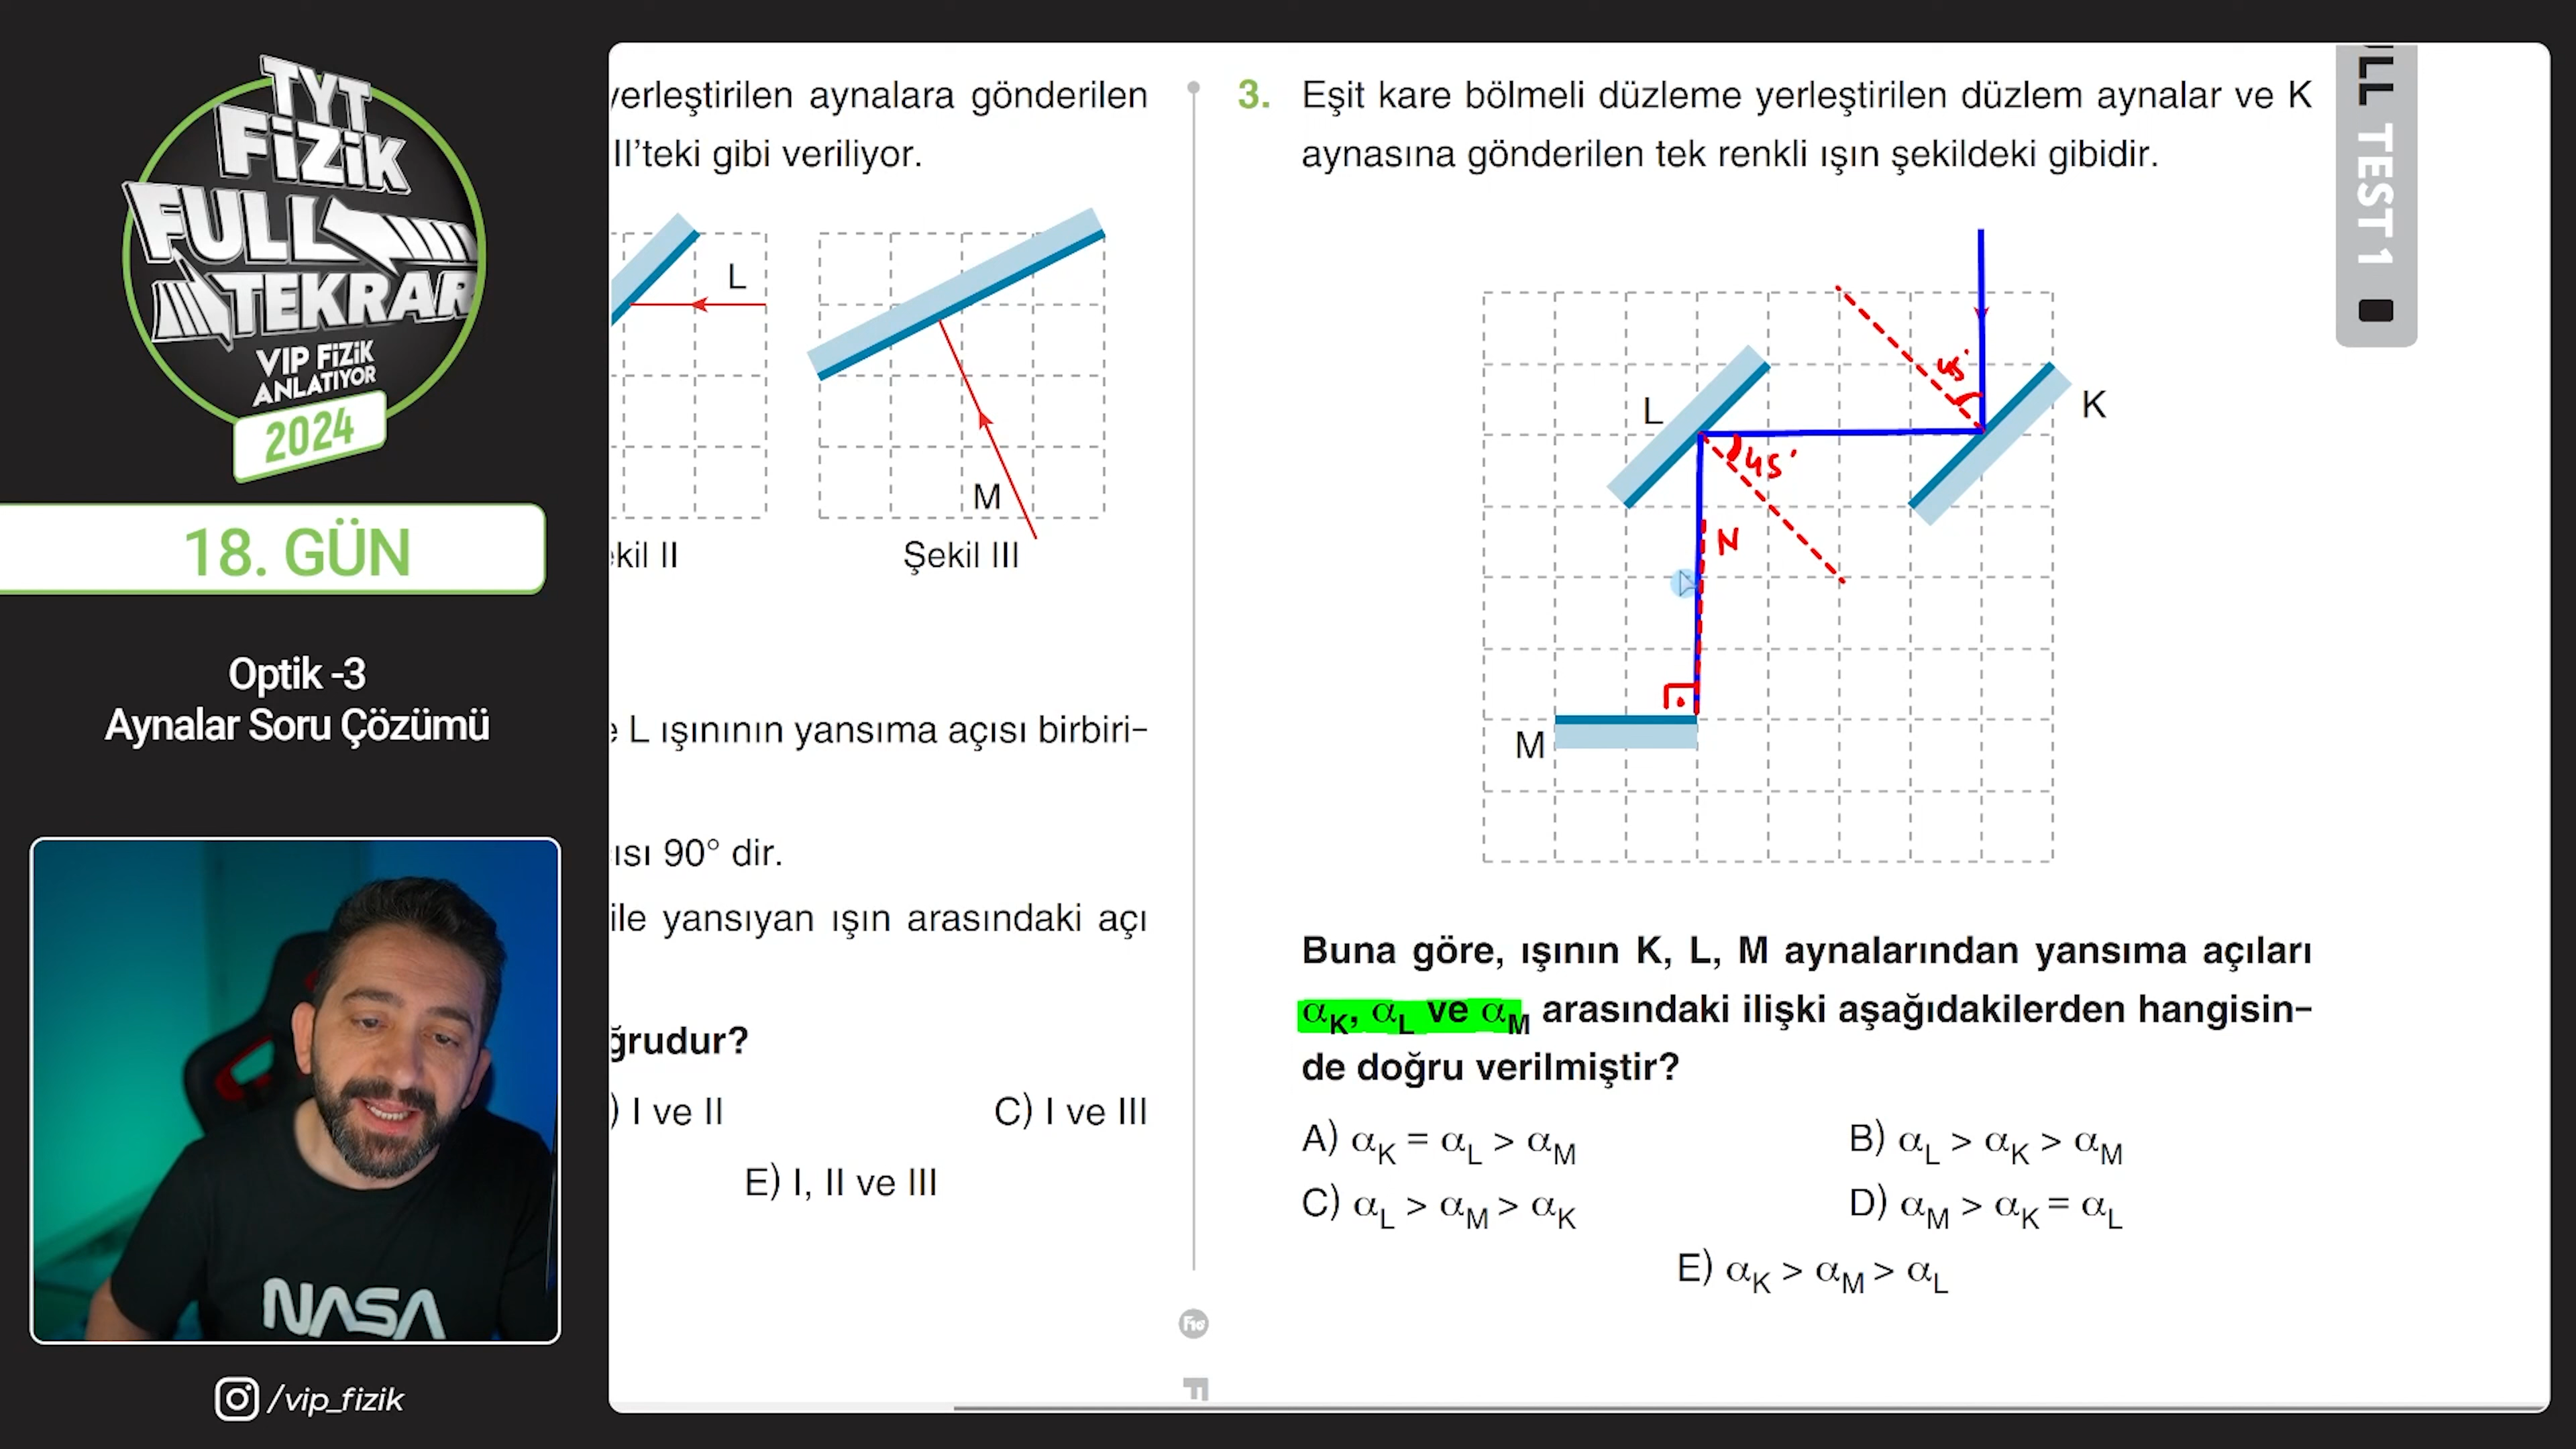 TYT
FİZİK
FULL
TEKRAR
VIP FİZİK
ANLATIYOR
2024
18. GÜN
Optik -3
Aynalar Soru Çözümü
NASA
/vip_fizik
yerleştirilen aynalara gönderilen
II'teki gibi veriliyor.
L
M
kil II
Şekil III
e L ışınının yansıma açısı birbiri-
ısı 90° dir.
ile yansıyan ışın arasındaki açı
ğrudur?
) I ve II
C) I ve III
E) I, II ve III
3. Eşit kare bölmeli düzleme yerleştirilen düzlem aynalar ve K
aynasına gönderilen tek renkli ışın şekildeki gibidir.
45°
L
K
45°
N
M
Buna göre, ışının K, L, M aynalarından yansıma açıları
αK, αL ve αM arasındaki ilişki aşağıdakilerden hangisin-
de doğru verilmiştir?
A) αK = αL > αM
B) αL > αK > αM
C) αL > αM > αK
D) αM > αK = αL
E) αK > αM > αL
ULL TEST 1
F10
F